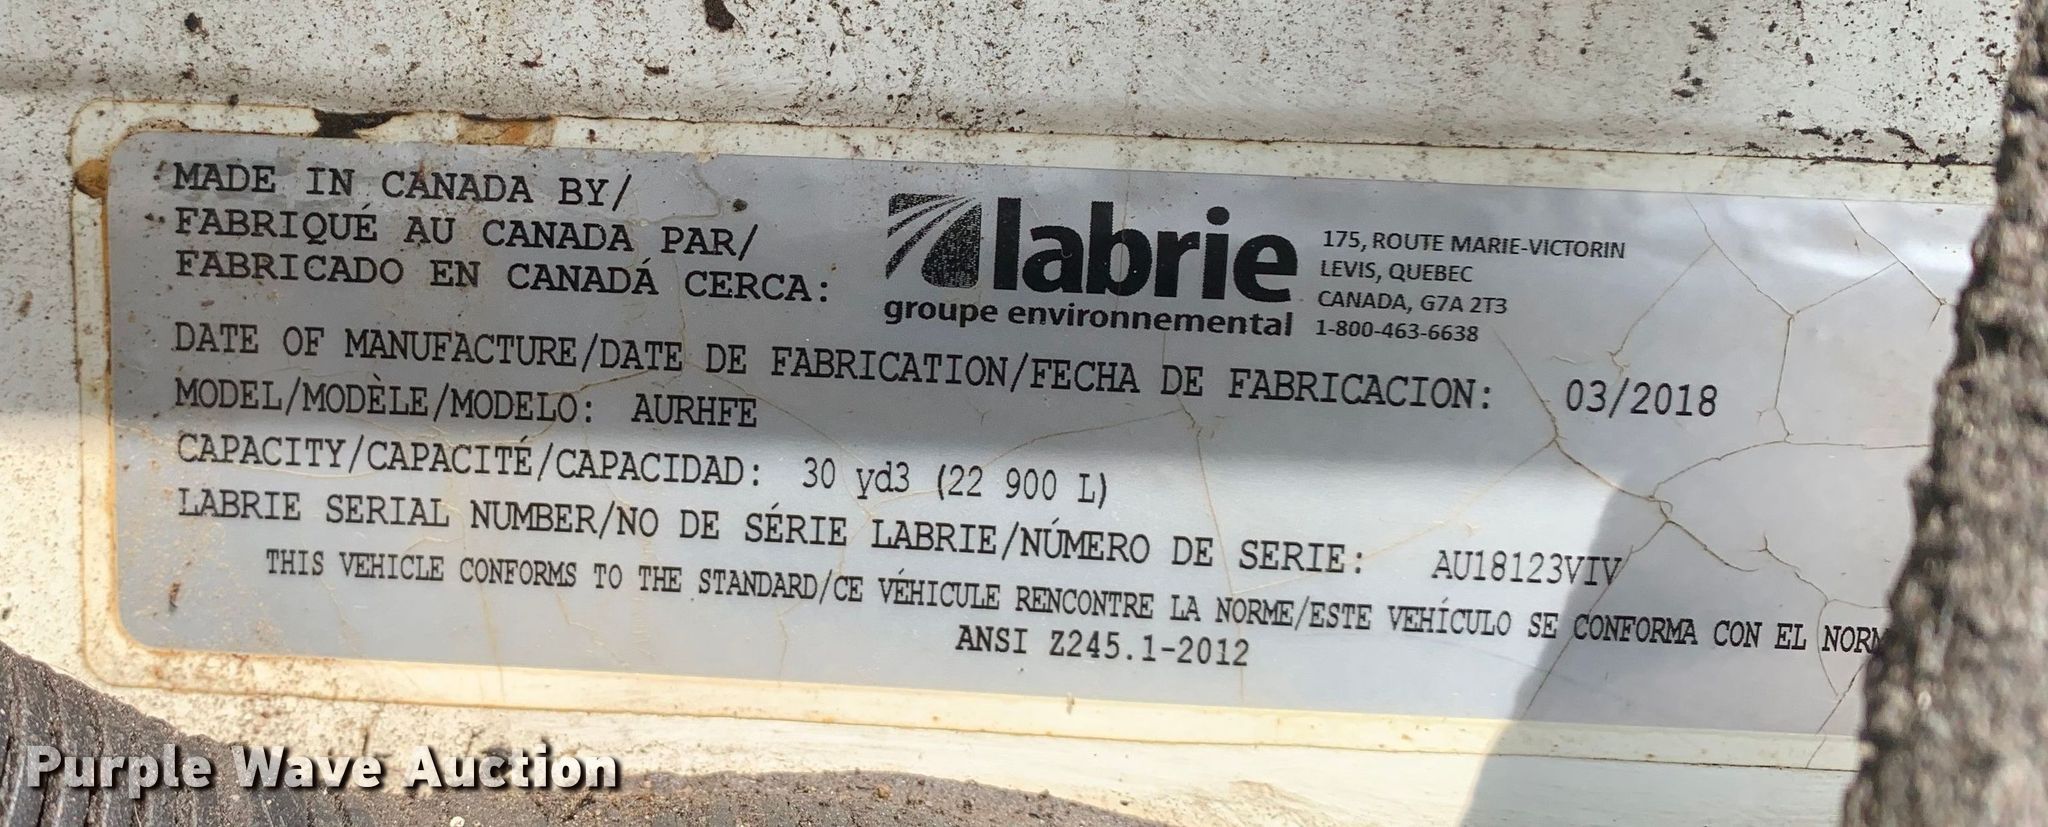 MADE IN CANADA BY/
FABRIQUÉ AU CANADA PAR/
FABRICADO EN CANADÁ CERCA:
labrie
groupe environnemental
175, ROUTE MARIE-VICTORIN
LEVIS, QUEBEC
CANADA, G7A 2T3
1-800-463-6638
DATE OF MANUFACTURE/DATE DE FABRICATION/FECHA DE FABRICACION: 03/2018
MODEL/MODÈLE/MODELO: AURHFE
CAPACITY/CAPACITÉ/CAPACIDAD: 30 yd3 (22 900 L)
LABRIE SERIAL NUMBER/NO DE SÉRIE LABRIE/NÚMERO DE SERIE: AU18123VIV
THIS VEHICLE CONFORMS TO THE STANDARD/CE VÉHICULE RENCONTRE LA NORME/ESTE VEHÍCULO SE CONFORMA CON EL
ANSI Z245.1-2012
Purple Wave Auction